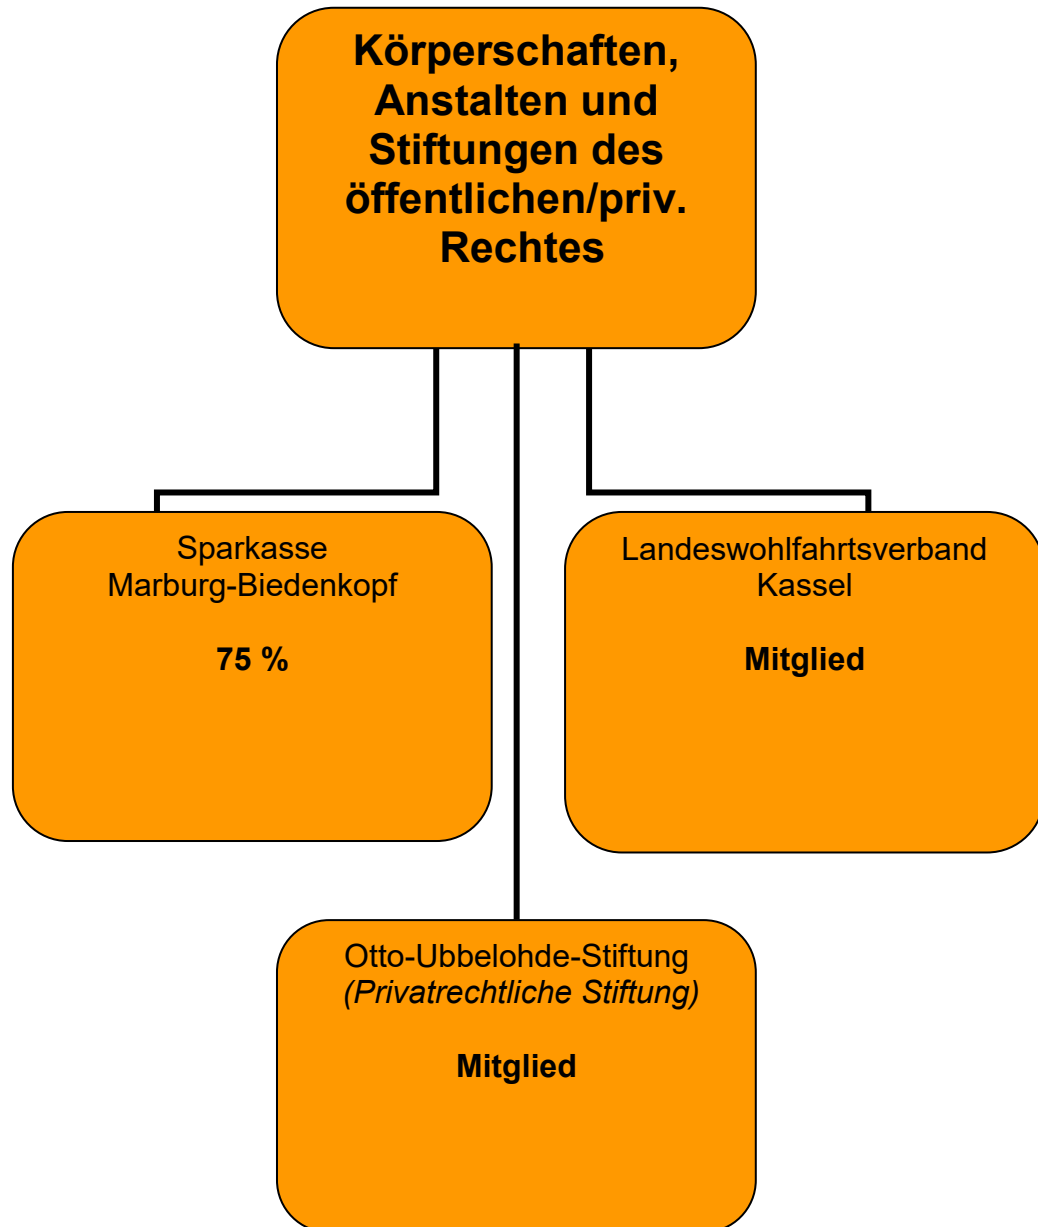 Körperschaften,
Anstalten und
Stiftungen des
öffentlichen/priv.
Rechtes
Sparkasse
Marburg-Biedenkopf
75 %
Landeswohlfahrtsverband
Kassel
Mitglied
Otto-Ubbelohde-Stiftung
(Privatrechtliche Stiftung)
Mitglied